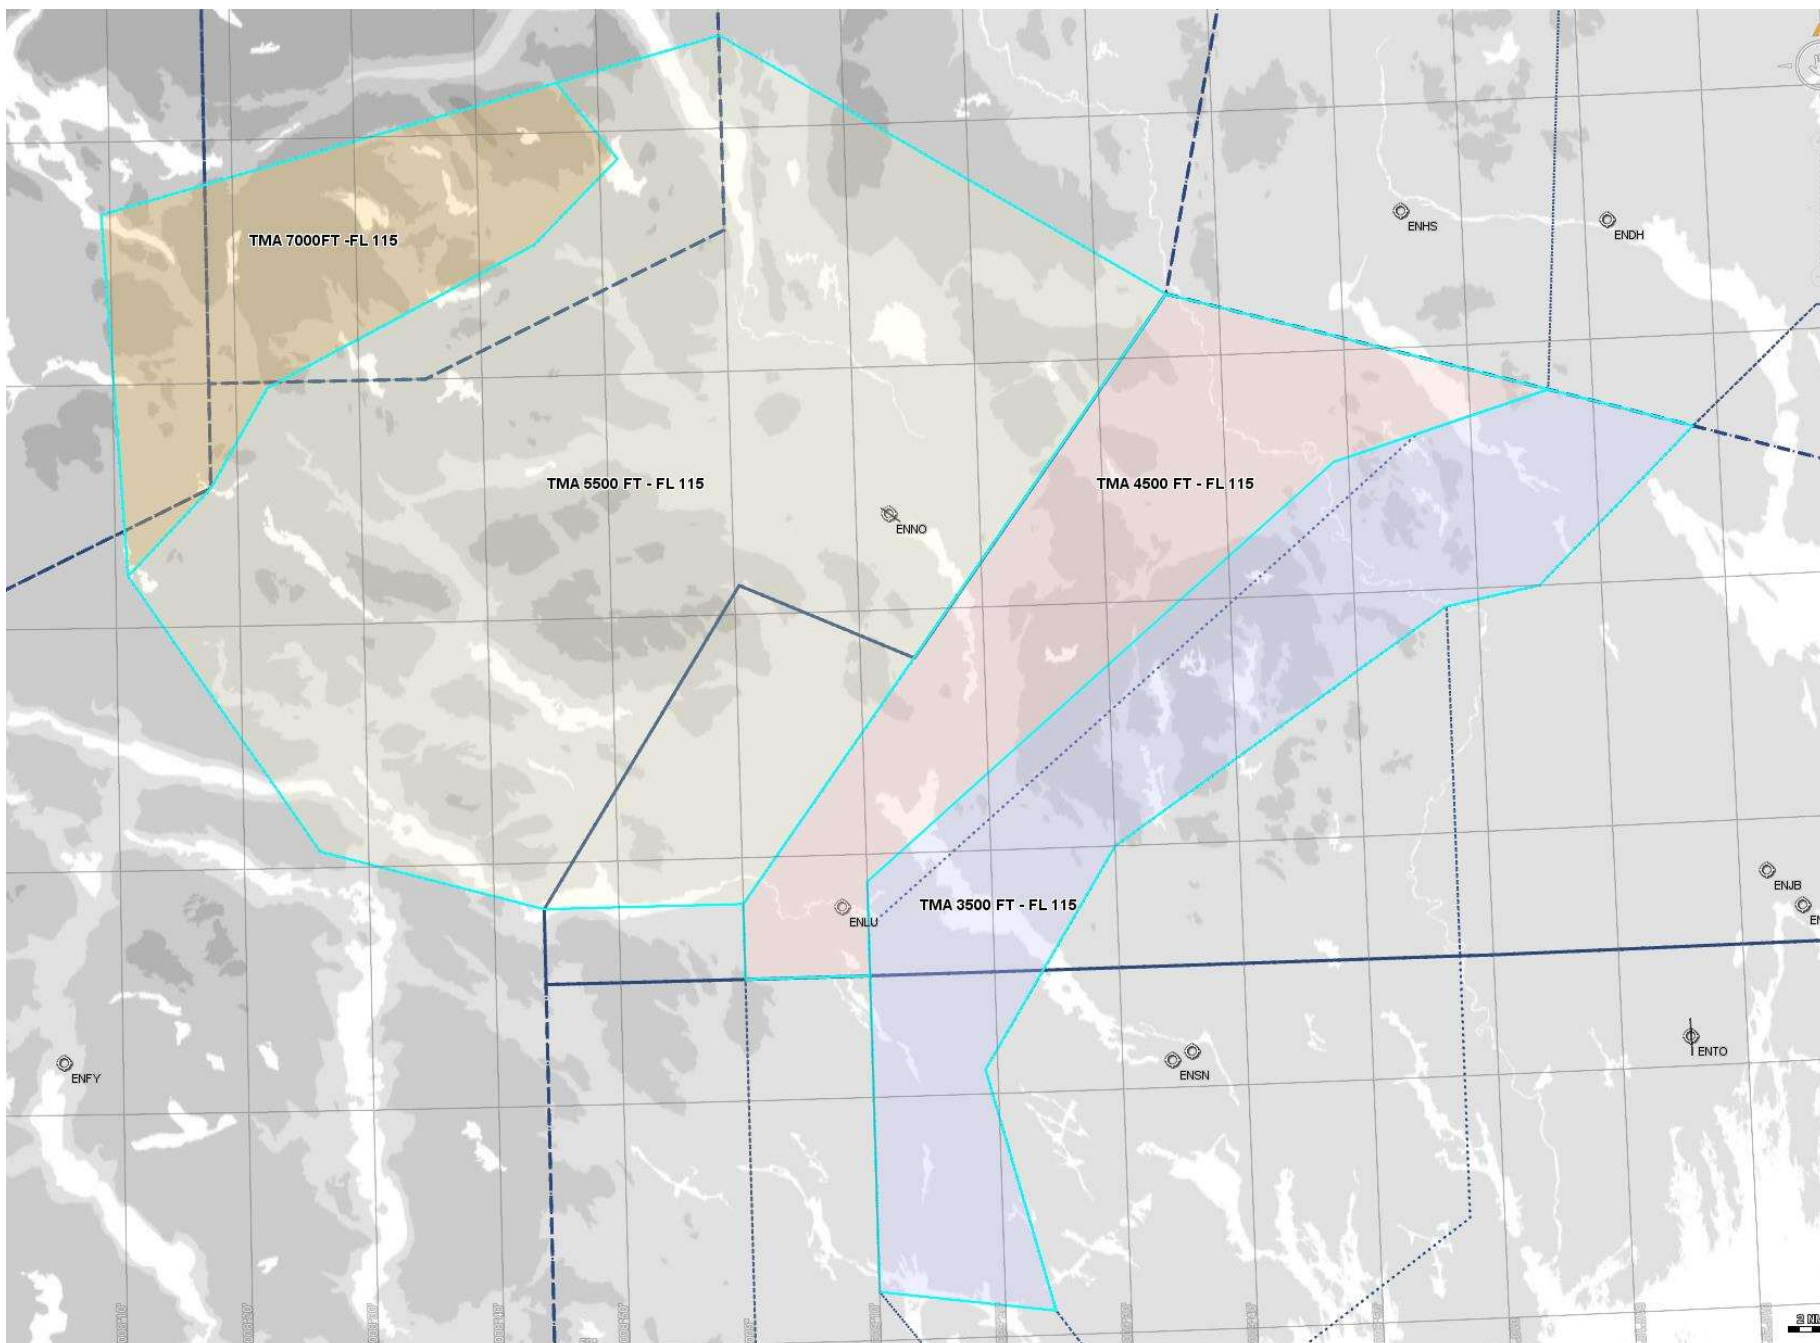 ENHS
ENDH
TMA 7000FT -FL 115
TMA 5500 FT - FL 115
TMA 4500 FT - FL 115
ENNO
ENJB
TMA 3500 FT - FL 115
ENLU
ENTO
ENSN
ENFY